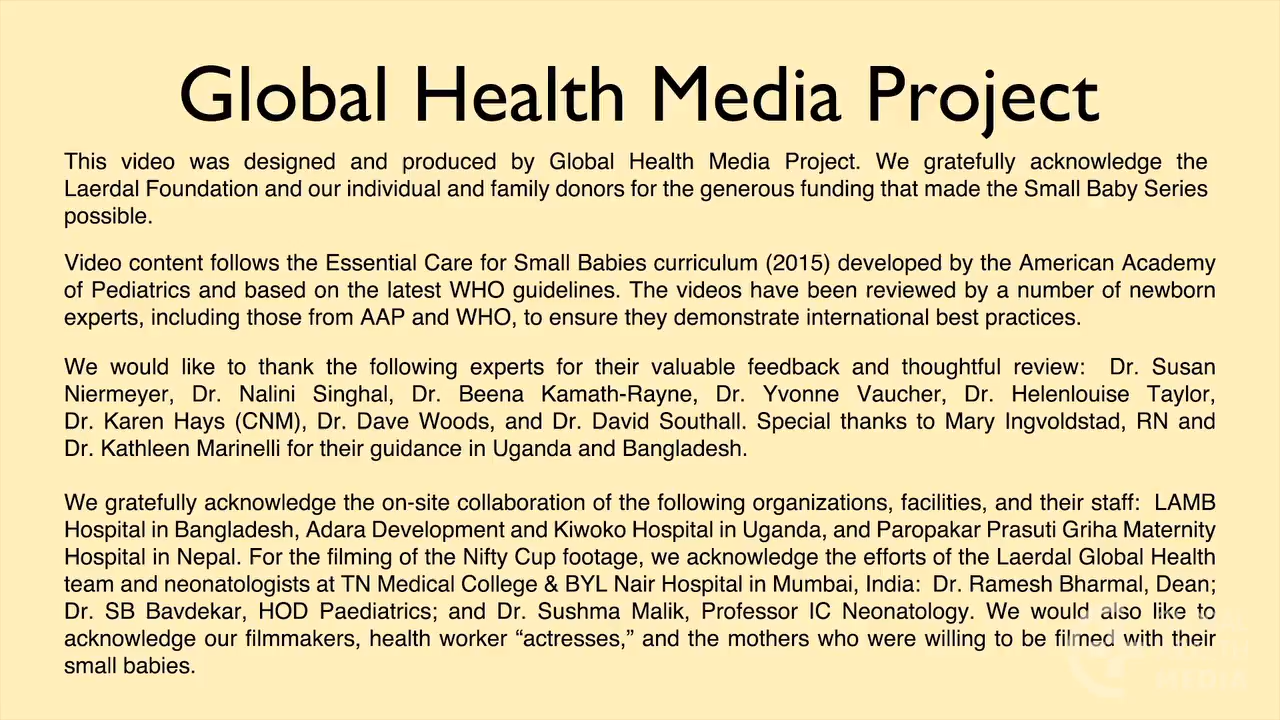 Global Health Media Project
This video was designed and produced by Global Health Media Project. We gratefully acknowledge the
Laerdal Foundation and our individual and family donors for the generous funding that made the Small Baby Series
possible.
Video content follows the Essential Care for Small Babies curriculum (2015) developed by the American Academy
of Pediatrics and based on the latest WHO guidelines. The videos have been reviewed by a number of newborn
experts, including those from AAP and WHO, to ensure they demonstrate international best practices.
We would like to thank the following experts for their valuable feedback and thoughtful review: Dr. Susan
Niermeyer, Dr. Nalini Singhal, Dr. Beena Kamath-Rayne, Dr. Yvonne Vaucher, Dr. Helenlouise Taylor,
Dr. Karen Hays (CNM), Dr. Dave Woods, and Dr. David Southall. Special thanks to Mary Ingvoldstad, RN and
Dr. Kathleen Marinelli for their guidance in Uganda and Bangladesh.
We gratefully acknowledge the on-site collaboration of the following organizations, facilities, and their staff: LAMB
Hospital in Bangladesh, Adara Development and Kiwoko Hospital in Uganda, and Paropakar Prasuti Griha Maternity
Hospital in Nepal. For the filming of the Nifty Cup footage, we acknowledge the efforts of the Laerdal Global Health
team and neonatologists at TN Medical College & BYL Nair Hospital in Mumbai, India: Dr. Ramesh Bharmal, Dean;
Dr. SB Bavdekar, HOD Paediatrics; and Dr. Sushma Malik, Professor IC Neonatology. We would also like to
acknowledge our filmmakers, health worker “actresses,” and the mothers who were willing to be filmed with their
small babies.
MEDIA